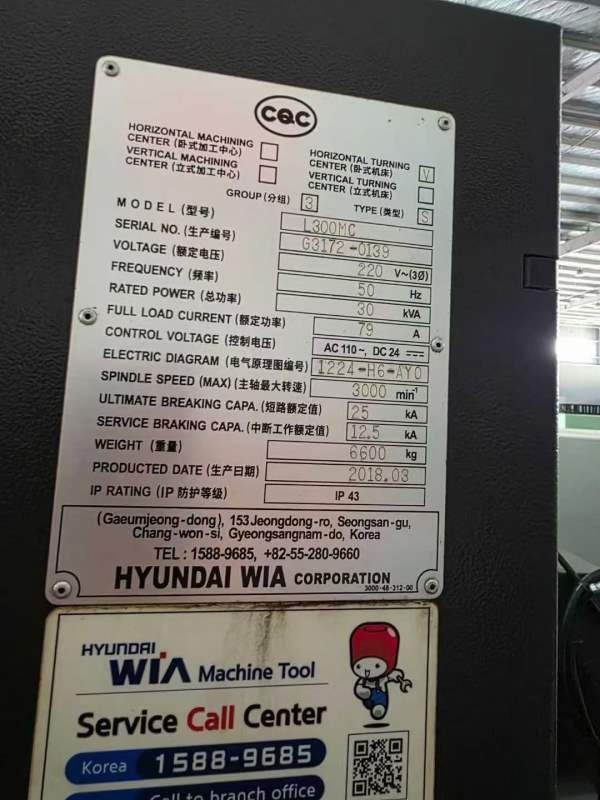 CQC
HORIZONTAL MACHINING
CENTER (卧式加工中心)
VERTICAL MACHINING
CENTER (立式加工中心)
HORIZONTAL TURNING
CENTER (卧式机床) V
VERTICAL TURNING
CENTER (立式机床)
GROUP (分组) 3 TYPE (类型) S
MODEL (型号) L300MC
SERIAL NO. (生产编号) G3172-0139
VOLTAGE (额定电压) 220 V~(3Ø)
FREQUENCY (频率) 50 Hz
RATED POWER (总功率) 30 kVA
FULL LOAD CURRENT (额定功率) 79 A
CONTROL VOLTAGE (控制电压) AC 110 ~, DC 24
ELECTRIC DIAGRAM (电气原理图编号) 1224-H6-AY0
SPINDLE SPEED (MAX) (主轴最大转速) 3000 min⁻¹
ULTIMATE BREAKING CAPA. (短路额定值) 25 kA
SERVICE BRAKING CAPA. (中断工作额定值) 12.5 kA
WEIGHT (重量) 6600 kg
PRODUCTED DATE (生产日期) 2018.03
IP RATING (IP 防护等级) IP 43
(Gaeumjeong-dong), 153Jeongdong-ro, Seongsan-gu,
Chang-won-si, Gyeongsangnam-do, Korea
TEL : 1588-9685, +82-55-280-9660
HYUNDAI WIA CORPORATION
3000-48-312-00
HYUNDAI
WIA Machine Tool
Service Call Center
Korea 1588-9685
Call to branch office